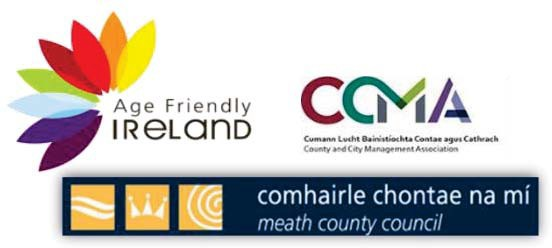 Age Friendly
IRELAND
CCMA
Cumann Lucht Bainistíochta Contae agus Cathrach
County and City Management Association
comhairle chontae na mí
meath county council